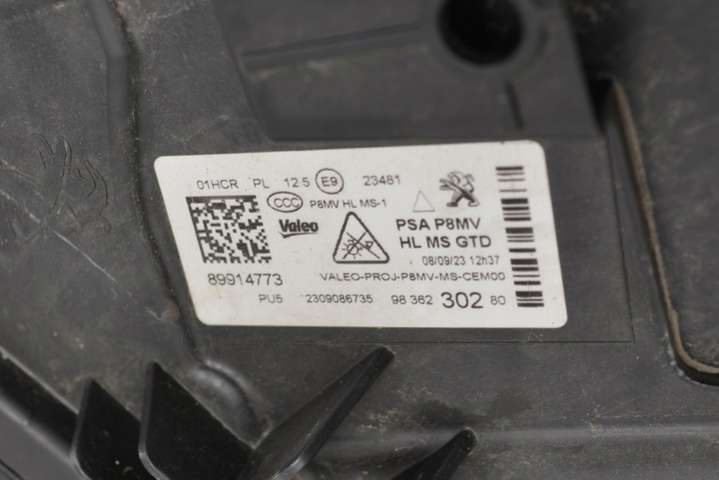 01HCR PL 12.5 E9 23481
CCC P8MV HL MS-1
Valeo
PSA P8MV
HL MS GTD
08/09/23 12h37
89914773
VALEO-PROJ-P8MV-MS-CEM00
PU5 2309086735 98 362 302 80